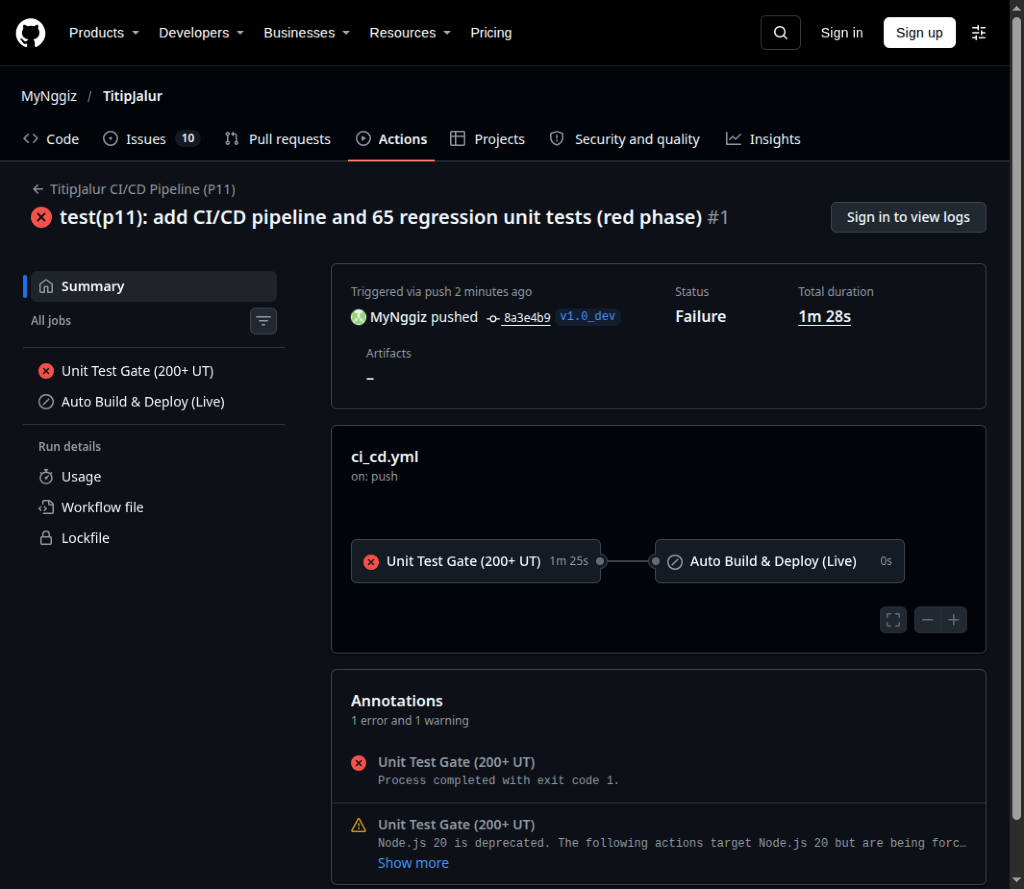 Products Developers Businesses Resources Pricing Sign in Sign up
MyNggiz / TitipJalur
Code Issues 10 Pull requests Actions Projects Security and quality Insights
TitipJalur CI/CD Pipeline (P11)
test(p11): add CI/CD pipeline and 65 regression unit tests (red phase) #1
Sign in to view logs
Summary
All jobs
Unit Test Gate (200+ UT)
Auto Build & Deploy (Live)
Run details
Usage
Workflow file
Lockfile
Triggered via push 2 minutes ago
MyNggiz pushed 8a3e4b9 v1.0_dev
Status
Failure
Total duration
1m 28s
Artifacts
–
ci_cd.yml
on: push
Unit Test Gate (200+ UT) 1m 25s
Auto Build & Deploy (Live) 0s
Annotations
1 error and 1 warning
Unit Test Gate (200+ UT)
Process completed with exit code 1.
Unit Test Gate (200+ UT)
Node.js 20 is deprecated. The following actions target Node.js 20 but are being forc…
Show more